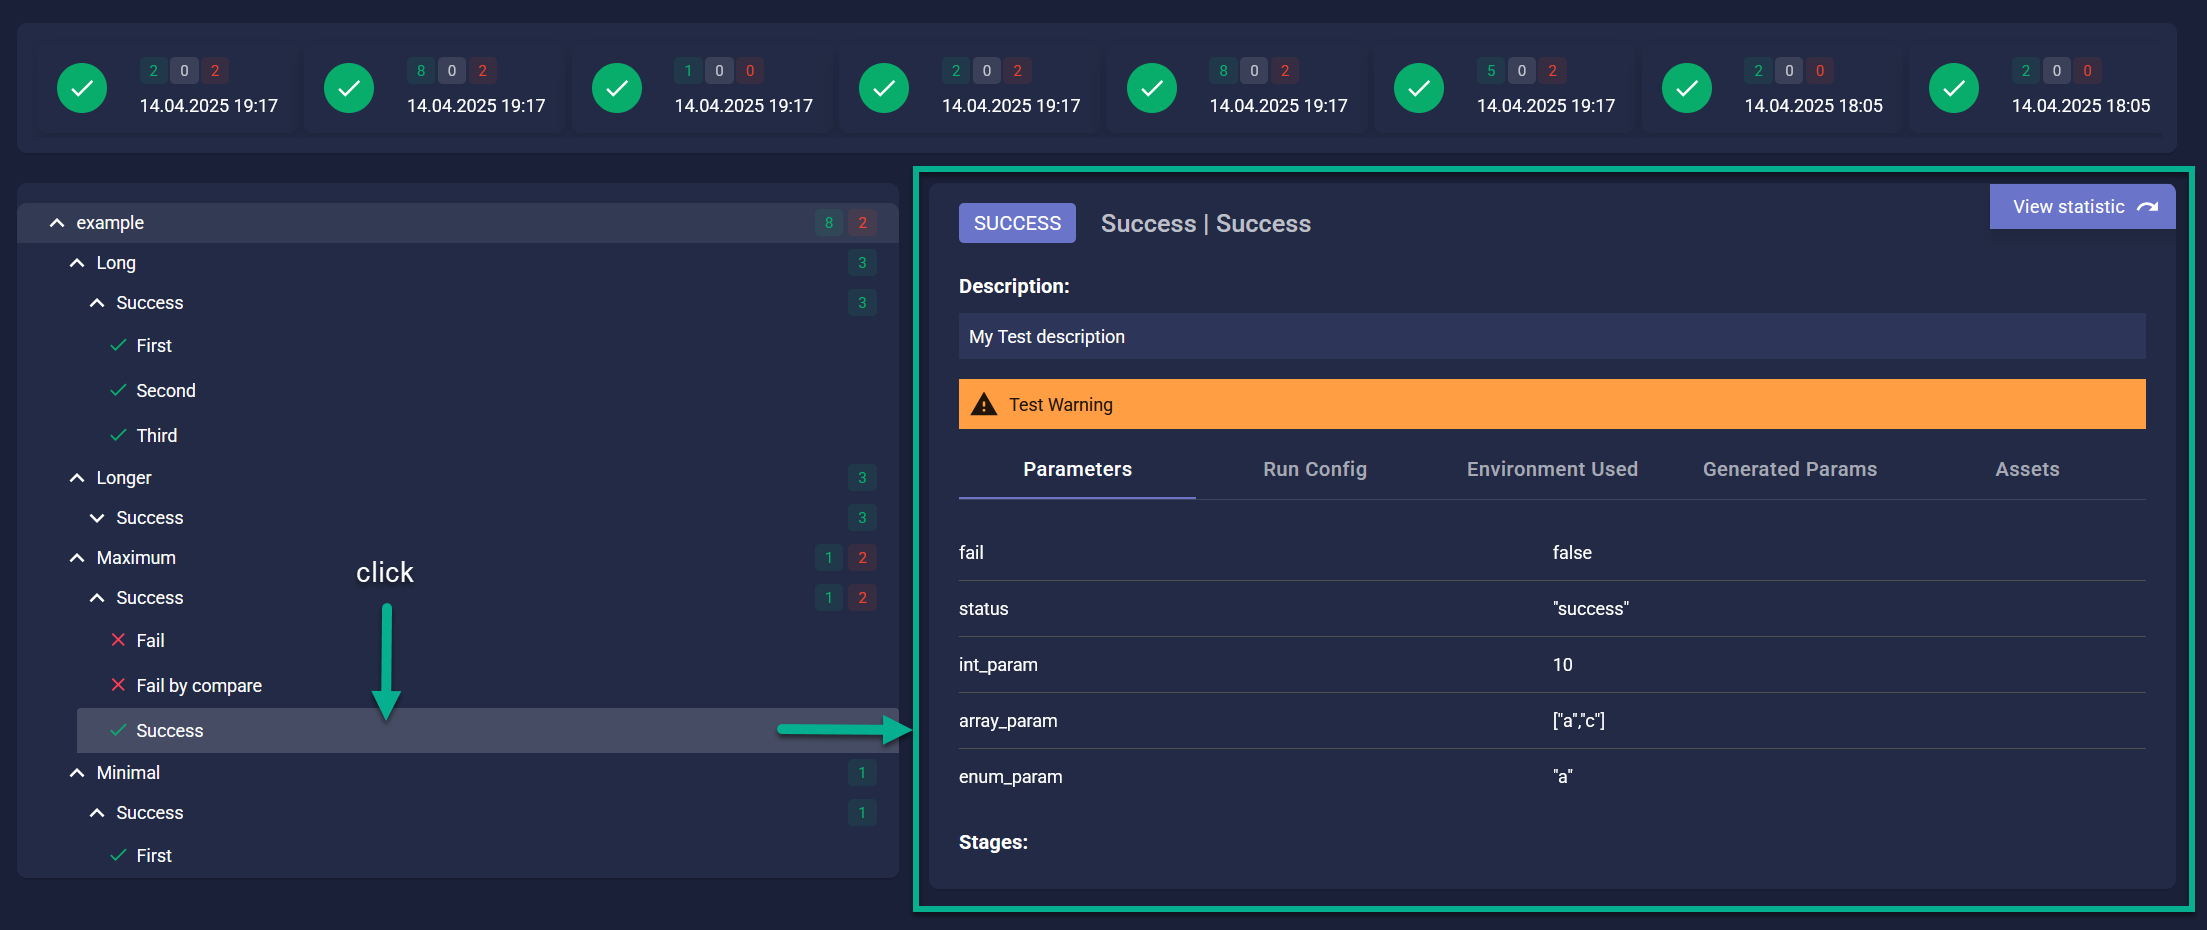 2 0 2
14.04.2025 19:17
8 0 2
14.04.2025 19:17
1 0 0
14.04.2025 19:17
2 0 2
14.04.2025 19:17
8 0 2
14.04.2025 19:17
5 0 2
14.04.2025 19:17
2 0 0
14.04.2025 18:05
2 0 0
14.04.2025 18:05
example 8 2
Long 3
Success 3
First
Second
Third
Longer 3
Success 3
Maximum 1 2
click
Success 1 2
Fail
Fail by compare
Success
Minimal 1
Success 1
First
View statistic
SUCCESS Success | Success
Description:
My Test description
Test Warning
Parameters Run Config Environment Used Generated Params Assets
fail false
status "success"
int_param 10
array_param ["a","c"]
enum_param "a"
Stages: